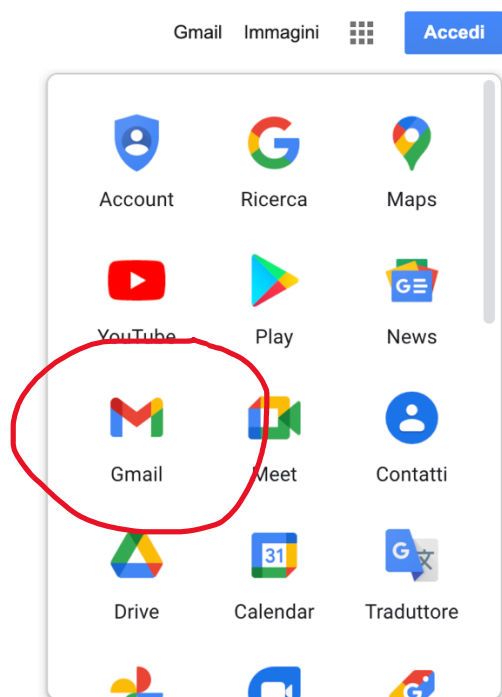 Gmail Immagini Accedi
Account Ricerca Maps
YouTube Play News
Gmail Meet Contatti
31
Drive Calendar Traduttore